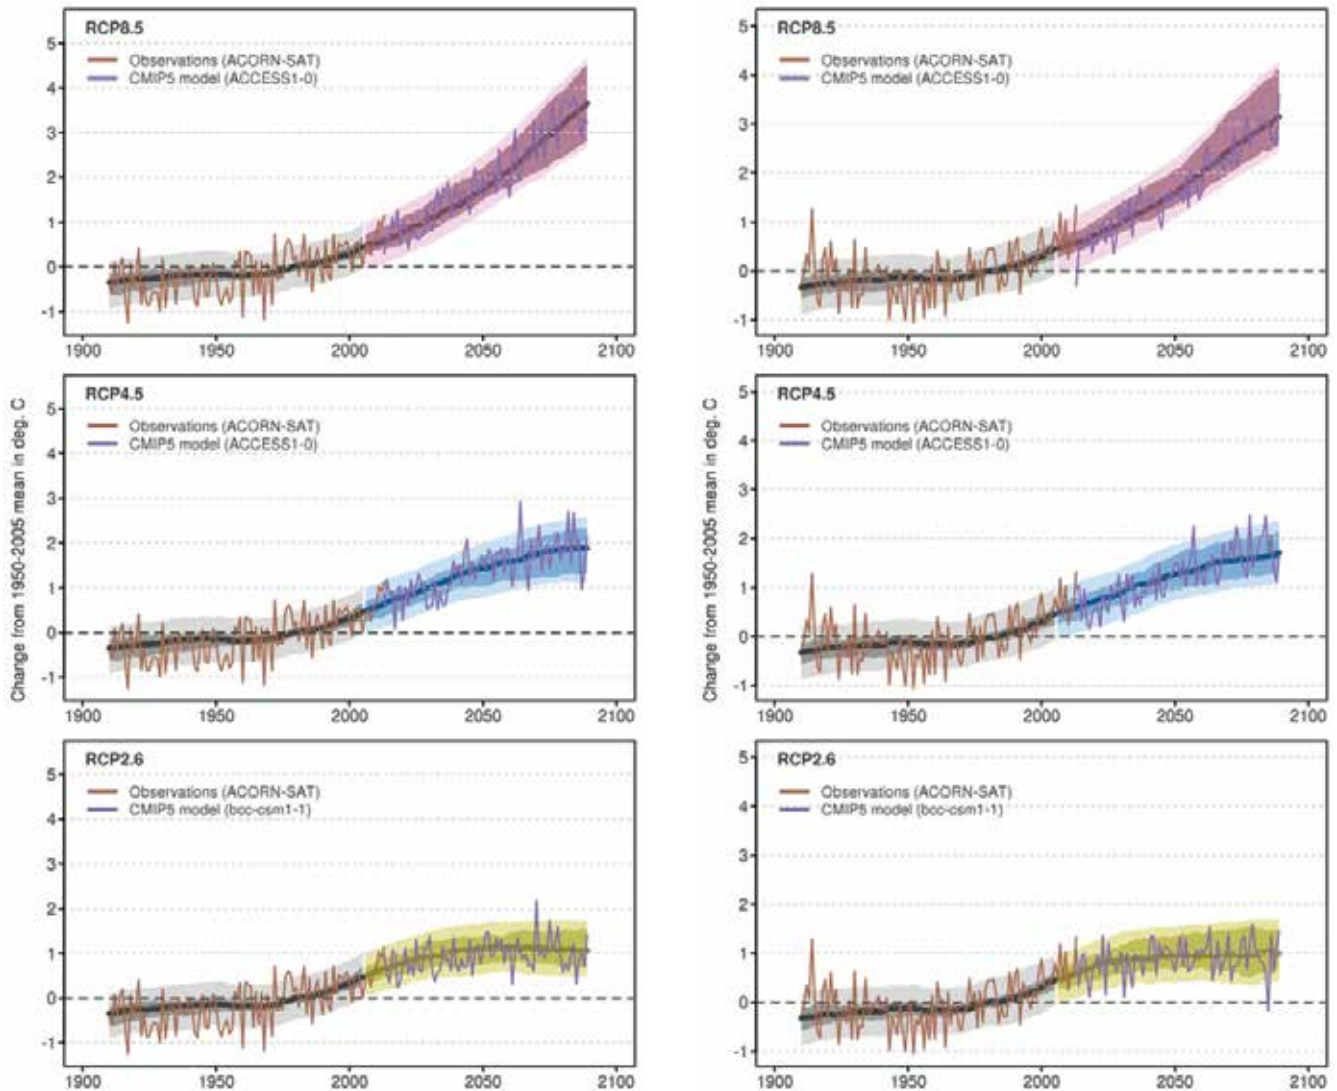 RCP8.5
5
Observations (ACORN-SAT)
CMIP5 model (ACCESS1-0)
4
3
2
1
0
-1
1900 1950 2000 2050 2100
RCP8.5
5
Observations (ACORN-SAT)
CMIP5 model (ACCESS1-0)
4
3
2
1
0
-1
1900 1950 2000 2050 2100
Change from 1950-2005 mean in deg. C
RCP4.5
5
Observations (ACORN-SAT)
CMIP5 model (ACCESS1-0)
4
3
2
1
0
-1
1900 1950 2000 2050 2100
Change from 1950-2005 mean in deg. C
RCP4.5
5
Observations (ACORN-SAT)
CMIP5 model (ACCESS1-0)
4
3
2
1
0
-1
1900 1950 2000 2050 2100
RCP2.6
5
Observations (ACORN-SAT)
CMIP5 model (bcc-csm1-1)
4
3
2
1
0
-1
1900 1950 2000 2050 2100
RCP2.6
5
Observations (ACORN-SAT)
CMIP5 model (bcc-csm1-1)
4
3
2
1
0
-1
1900 1950 2000 2050 2100